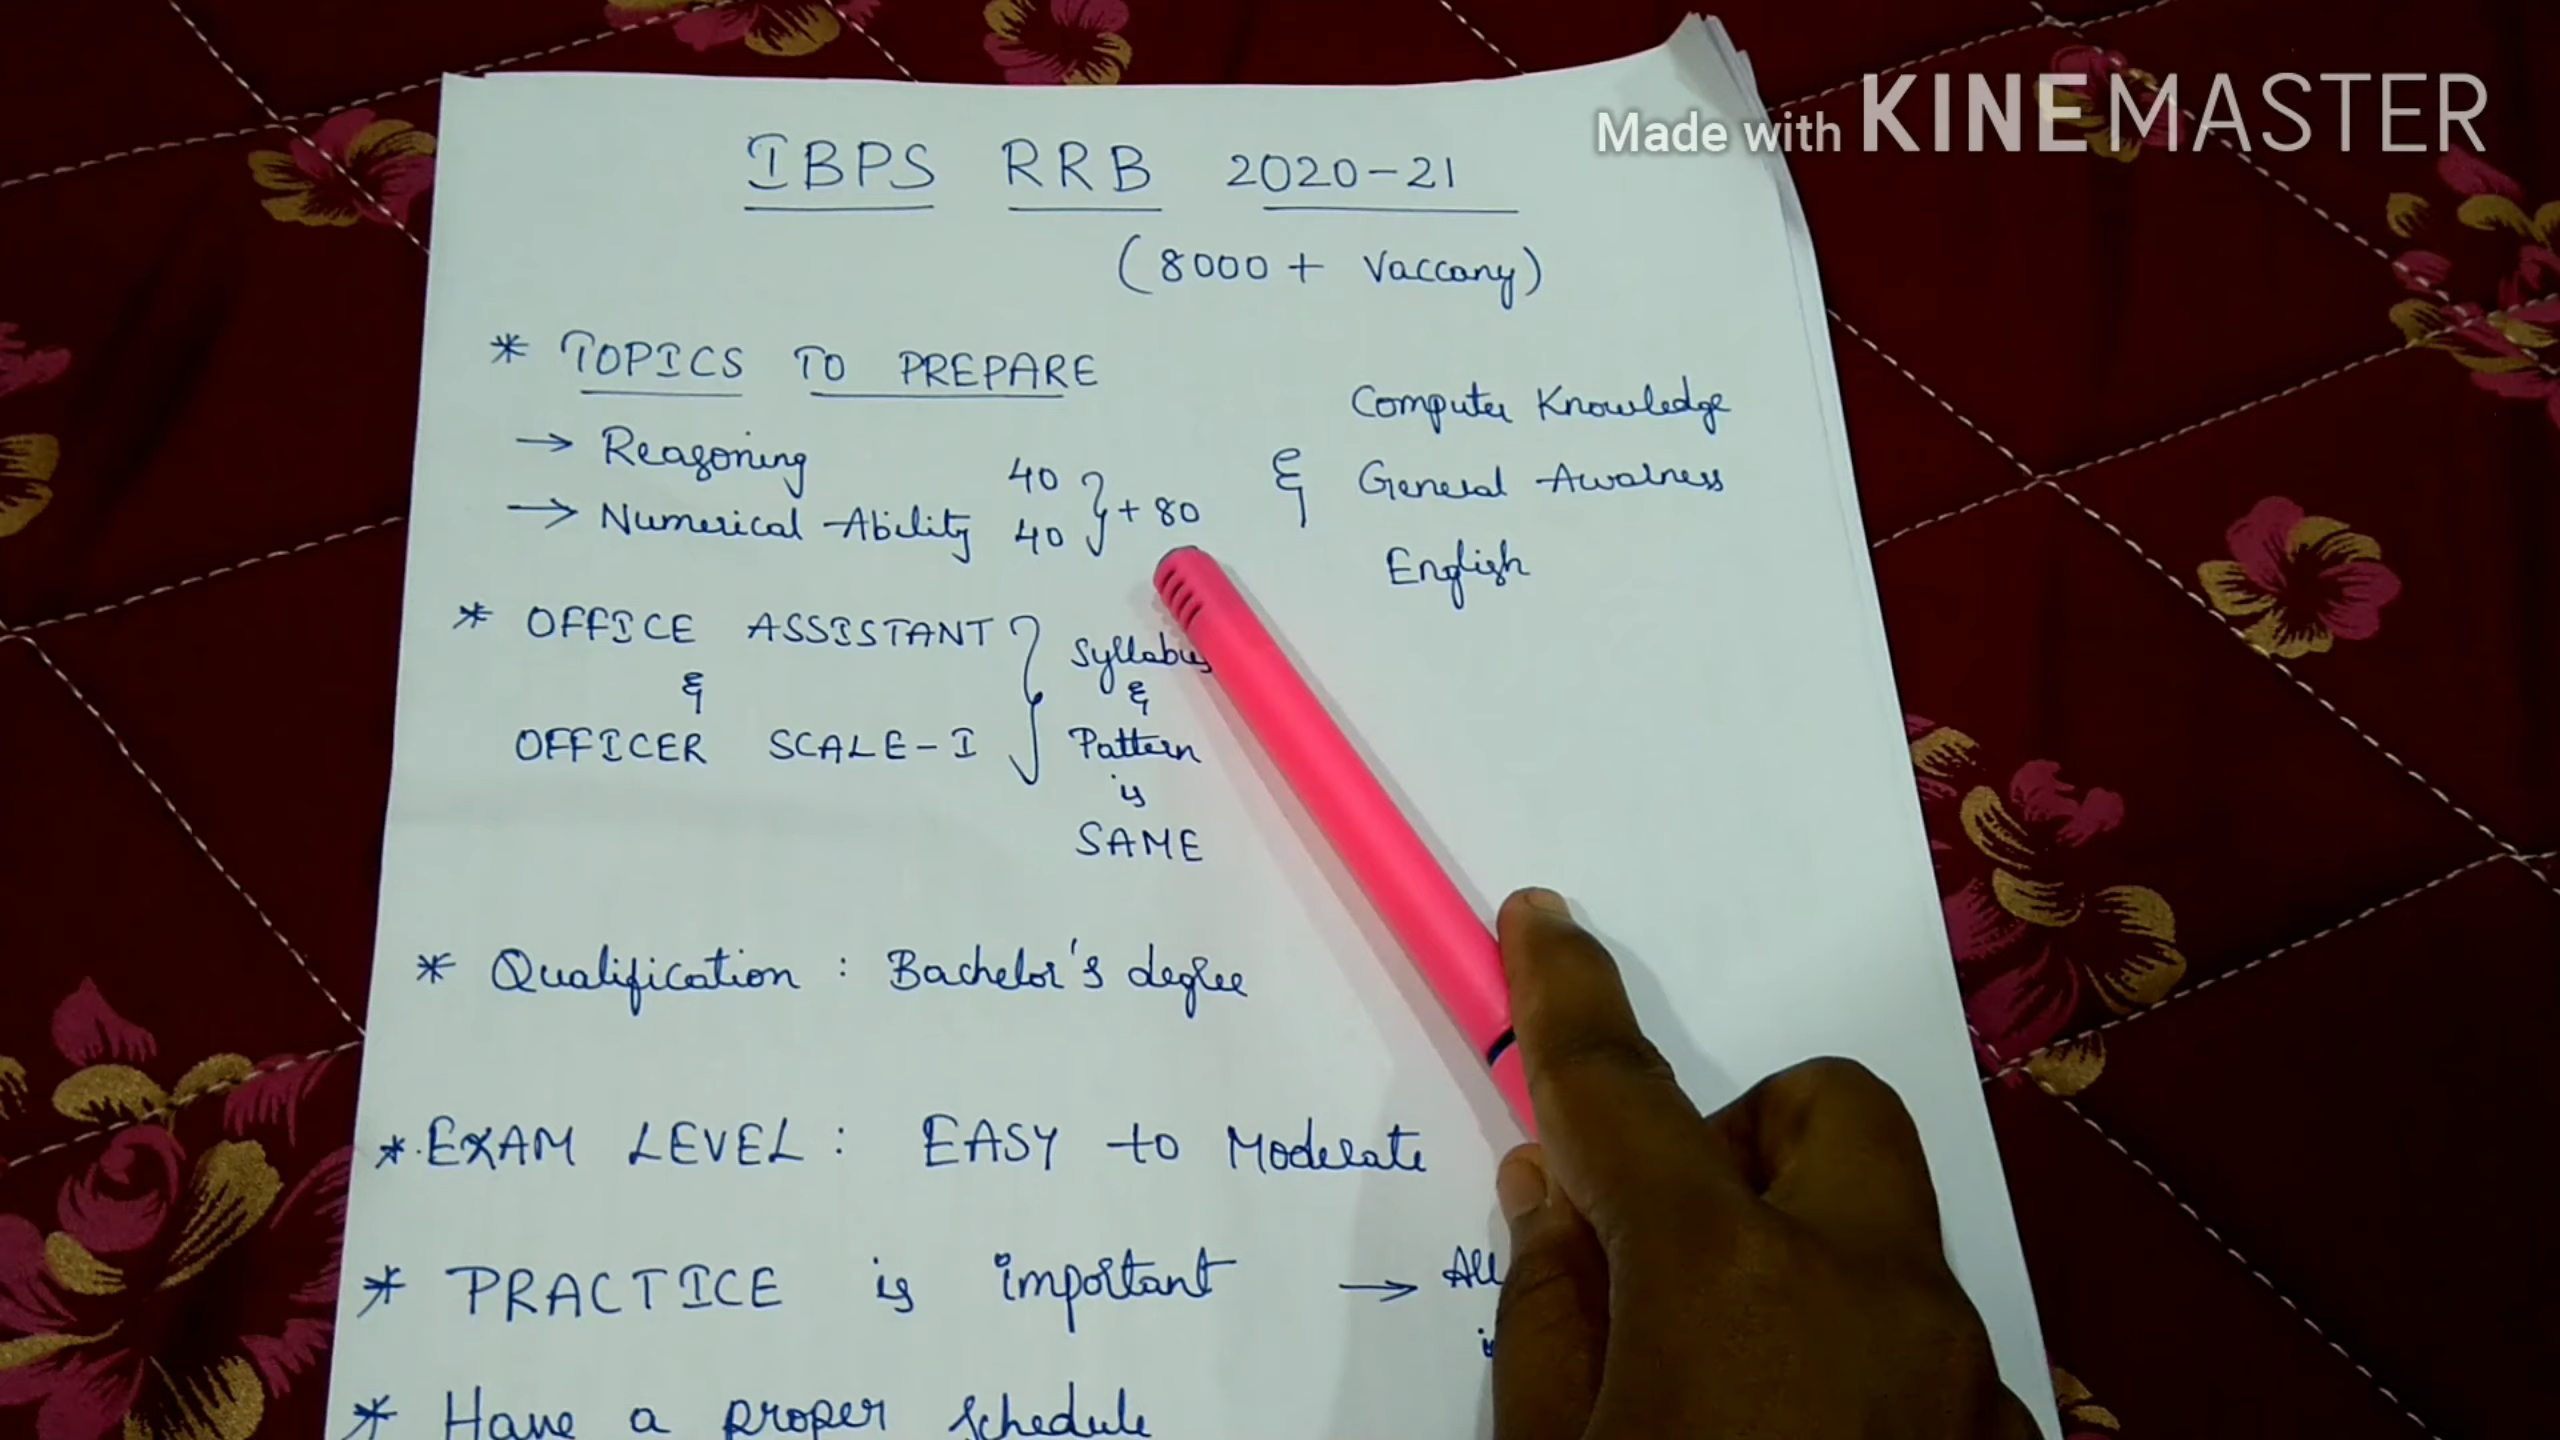 Made with KINEMASTER
IBPS RRB 2020-21
(8000 + Vaccany)
* TOPICS TO PREPARE
→ Reasoning 40
→ Numerical Ability 40 } + 80
& Computer Knowledge
General Awarness
English
* OFFICE ASSISTANT
&
OFFICER SCALE-I
} Syllabus
&
Pattern
is
SAME
* Qualification : Bachelor's degree
* EXAM LEVEL : EASY to Moderate
* PRACTICE is important → All
* Have a proper schedule